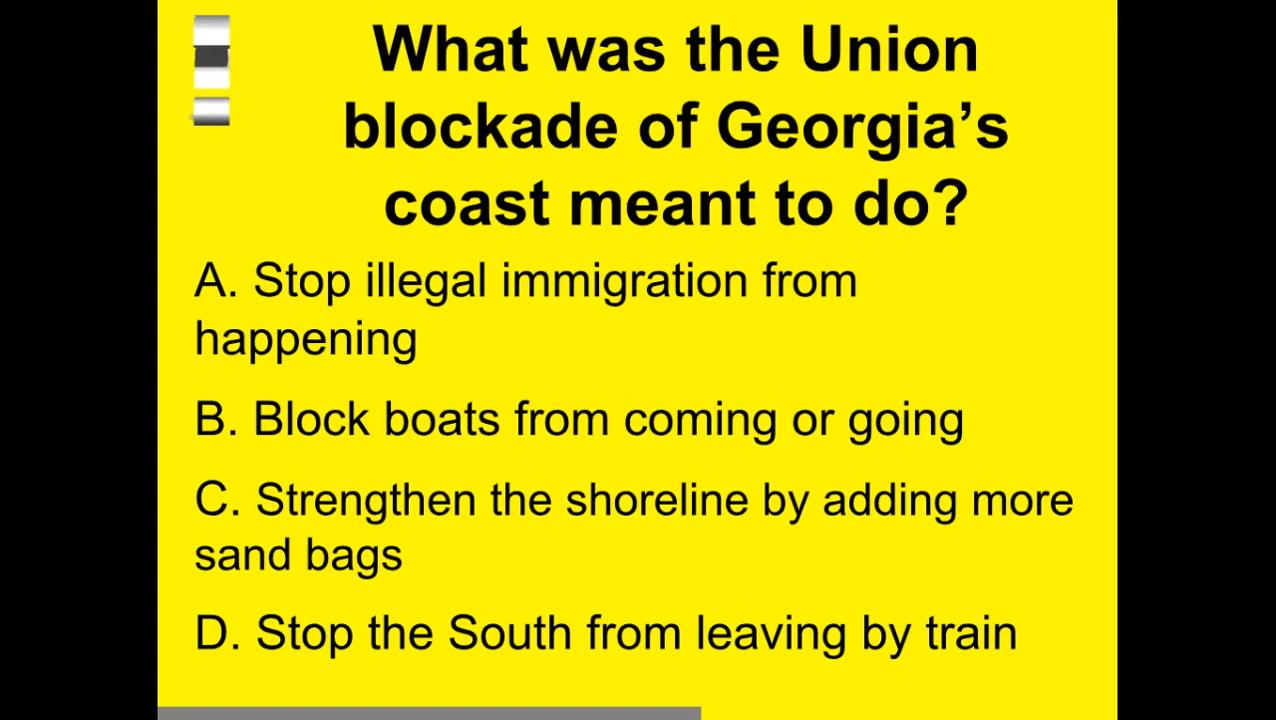 What was the Union
blockade of Georgia’s
coast meant to do?
A. Stop illegal immigration from
happening
B. Block boats from coming or going
C. Strengthen the shoreline by adding more
sand bags
D. Stop the South from leaving by train